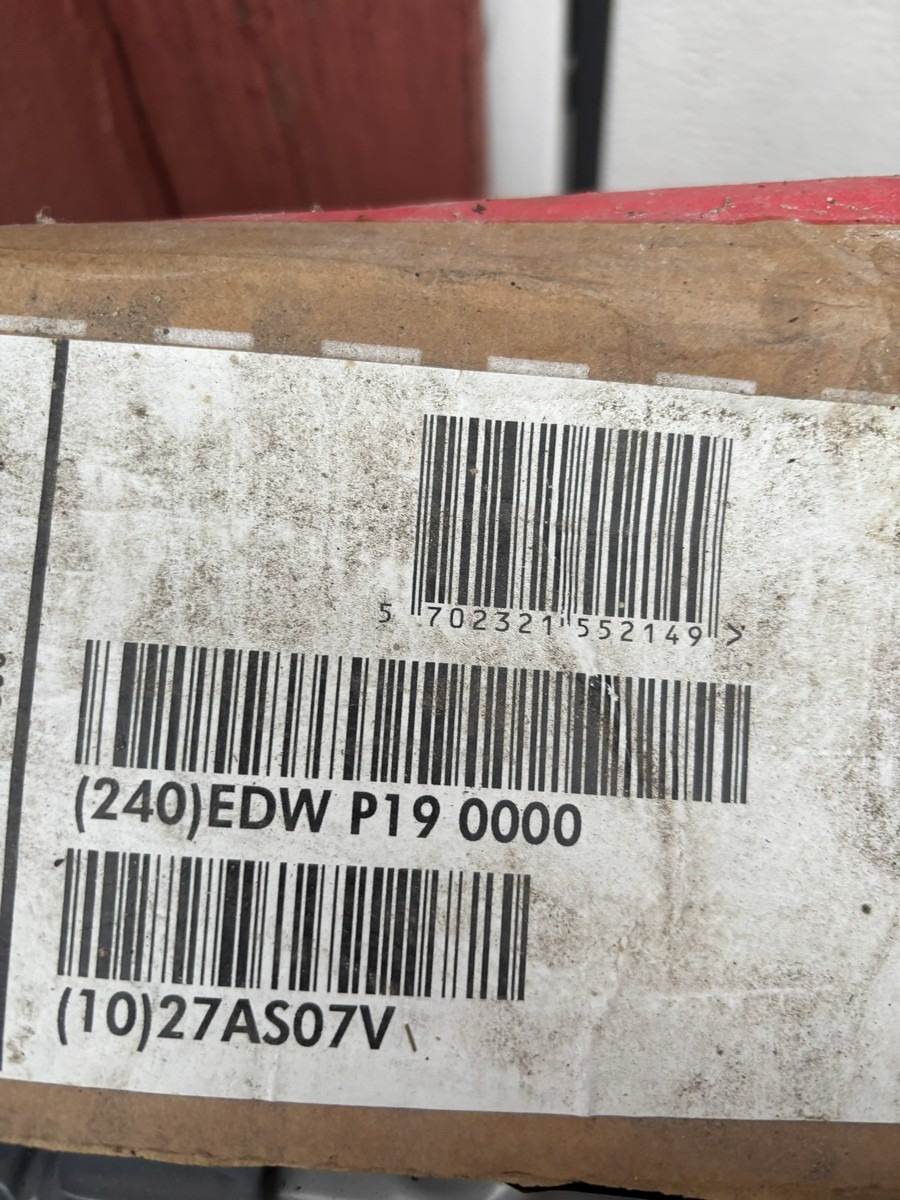 5 702321 552149 >
(240)EDW P19 0000
(10)27AS07V